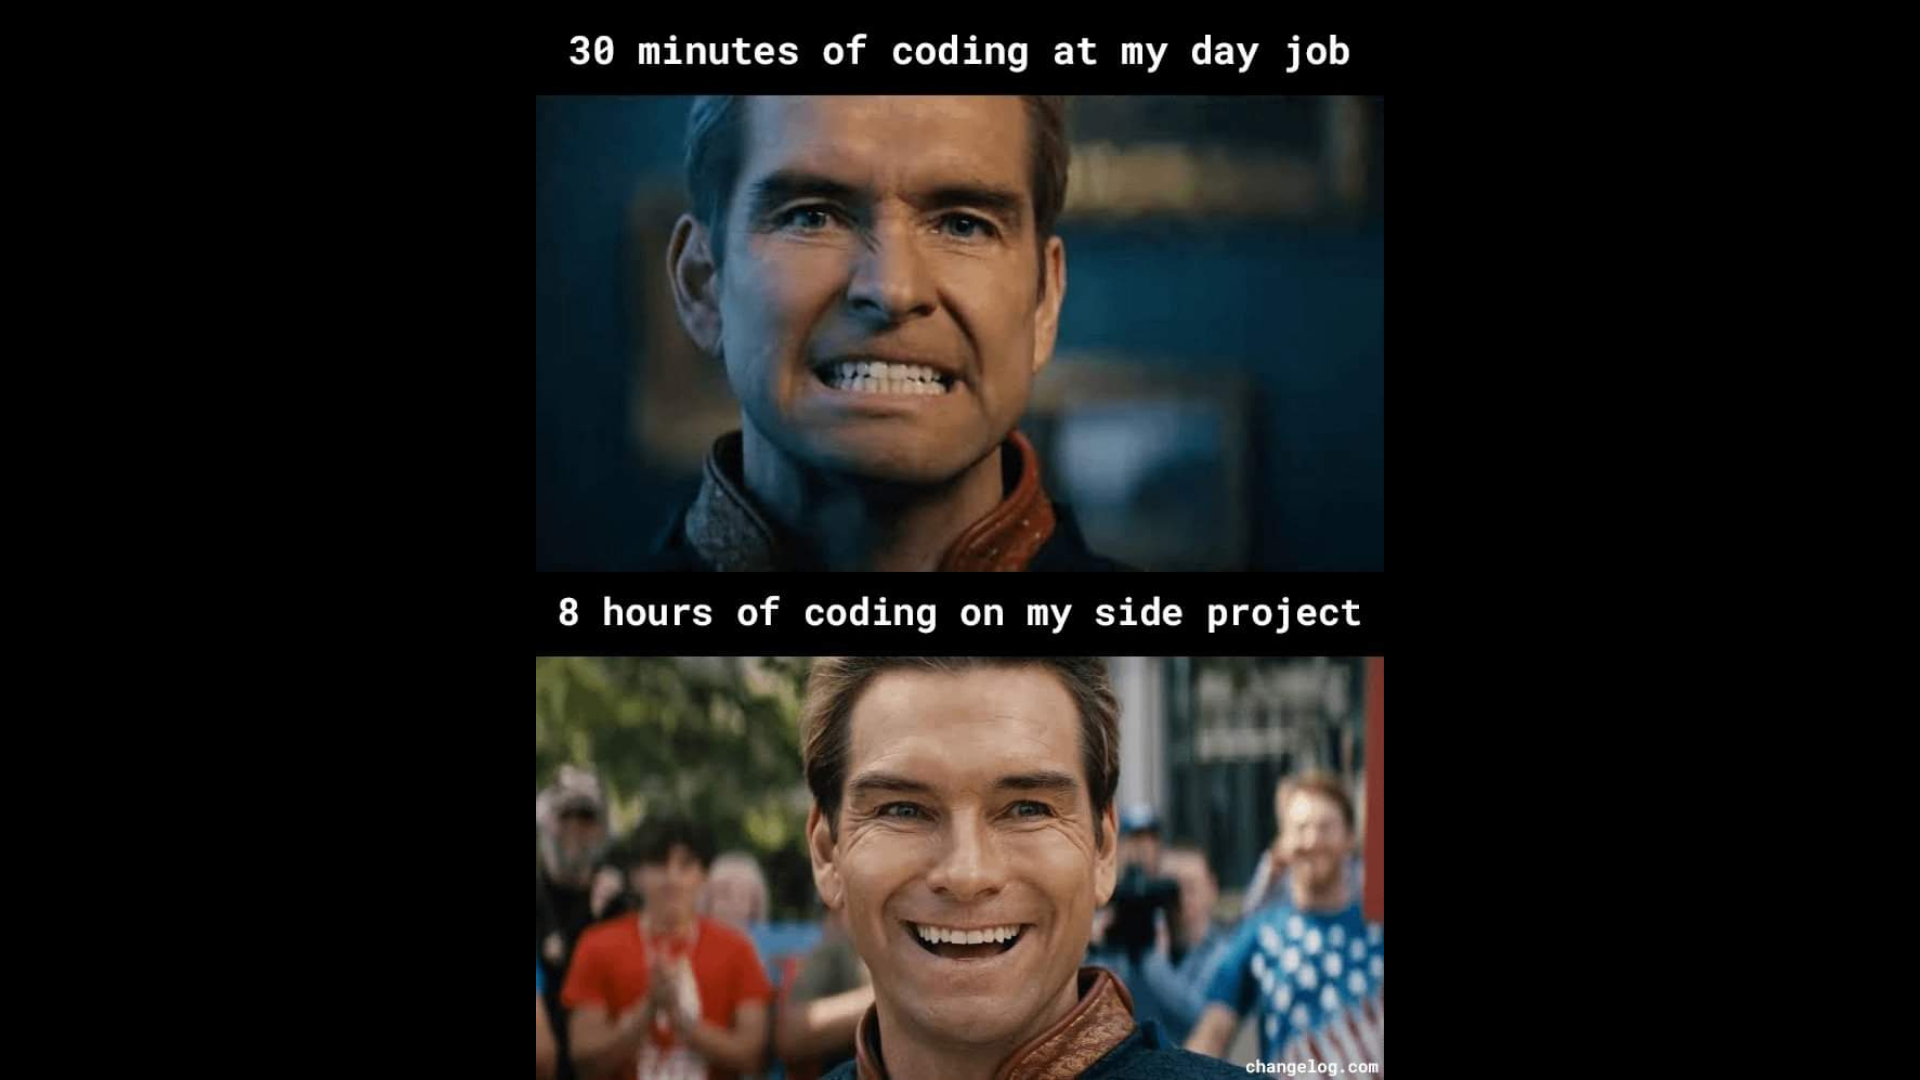 30 minutes of coding at my day job
8 hours of coding on my side project
changelog.com